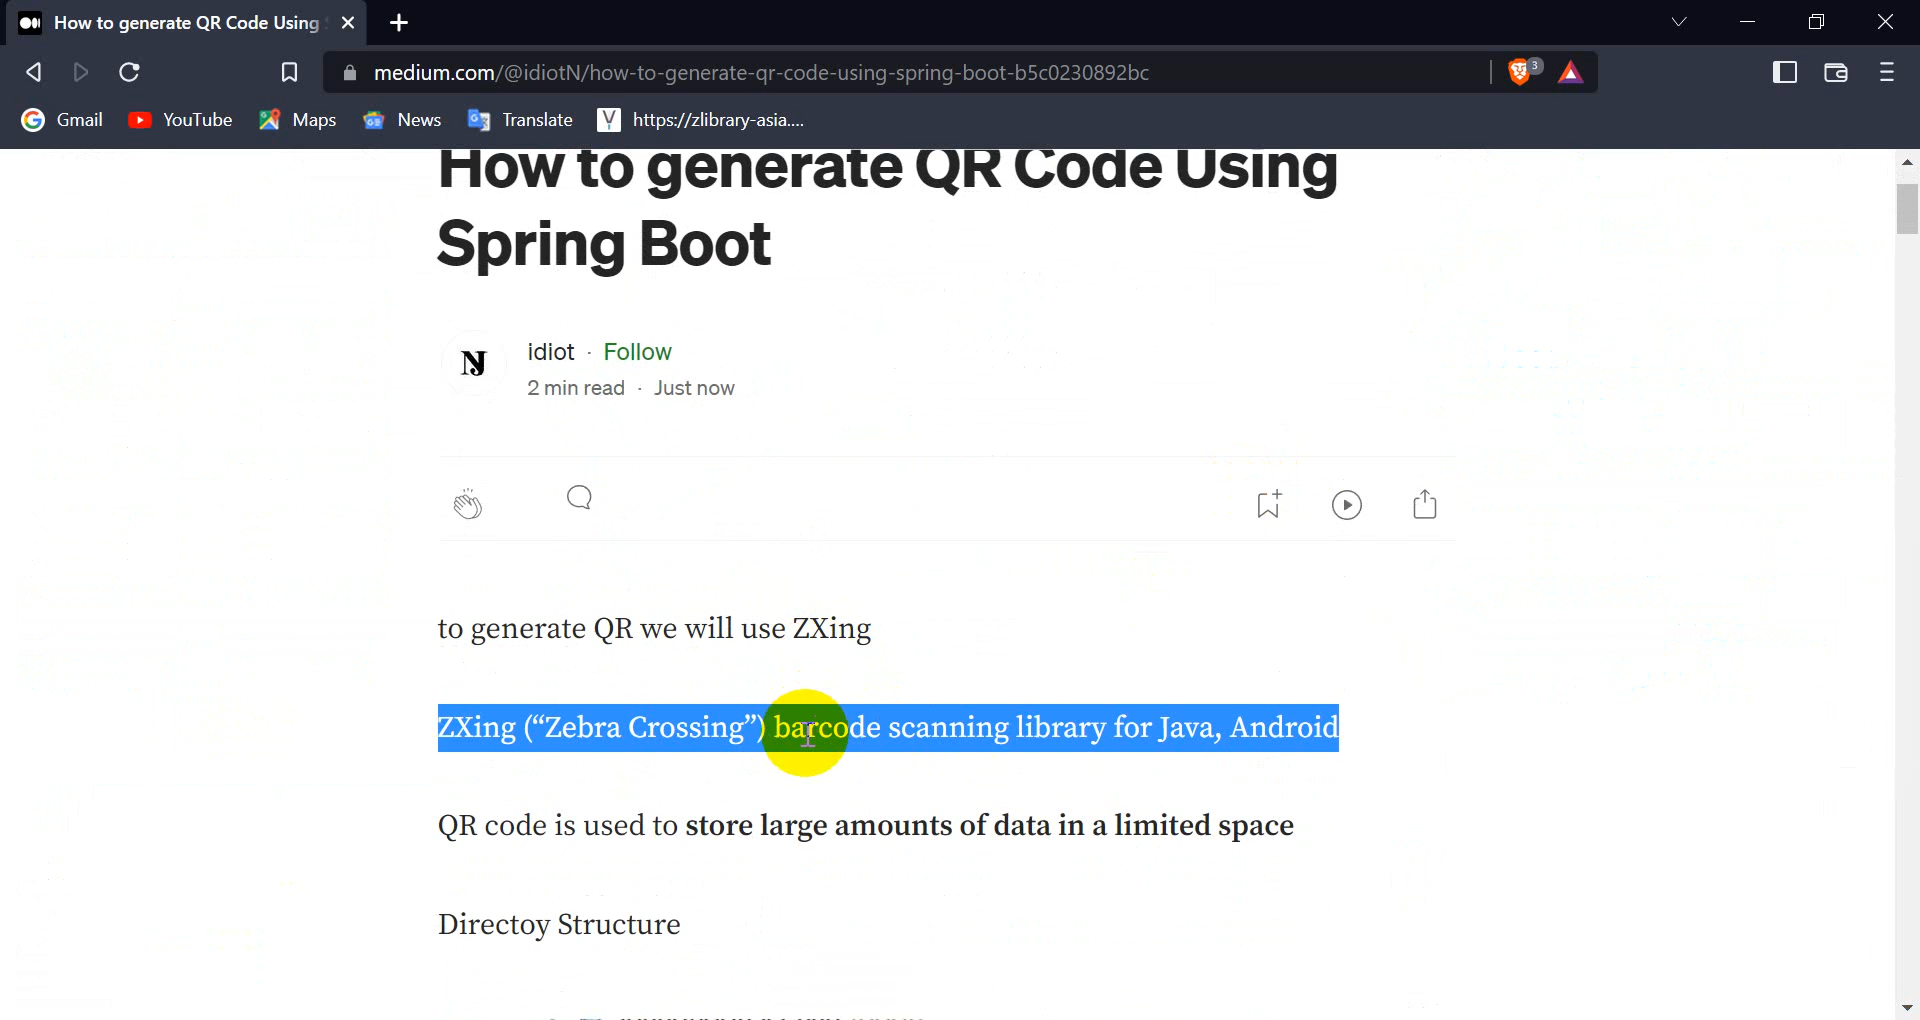 How to generate QR Code Using
medium.com/@idiotN/how-to-generate-qr-code-using-spring-boot-b5c0230892bc
3
Gmail
YouTube
Maps
News
Translate
https://zlibrary-asia....
How to generate QR Code Using
Spring Boot
idiot · Follow
2 min read · Just now
to generate QR we will use ZXing
ZXing (“Zebra Crossing”) barcode scanning library for Java, Android
QR code is used to store large amounts of data in a limited space
Directoy Structure